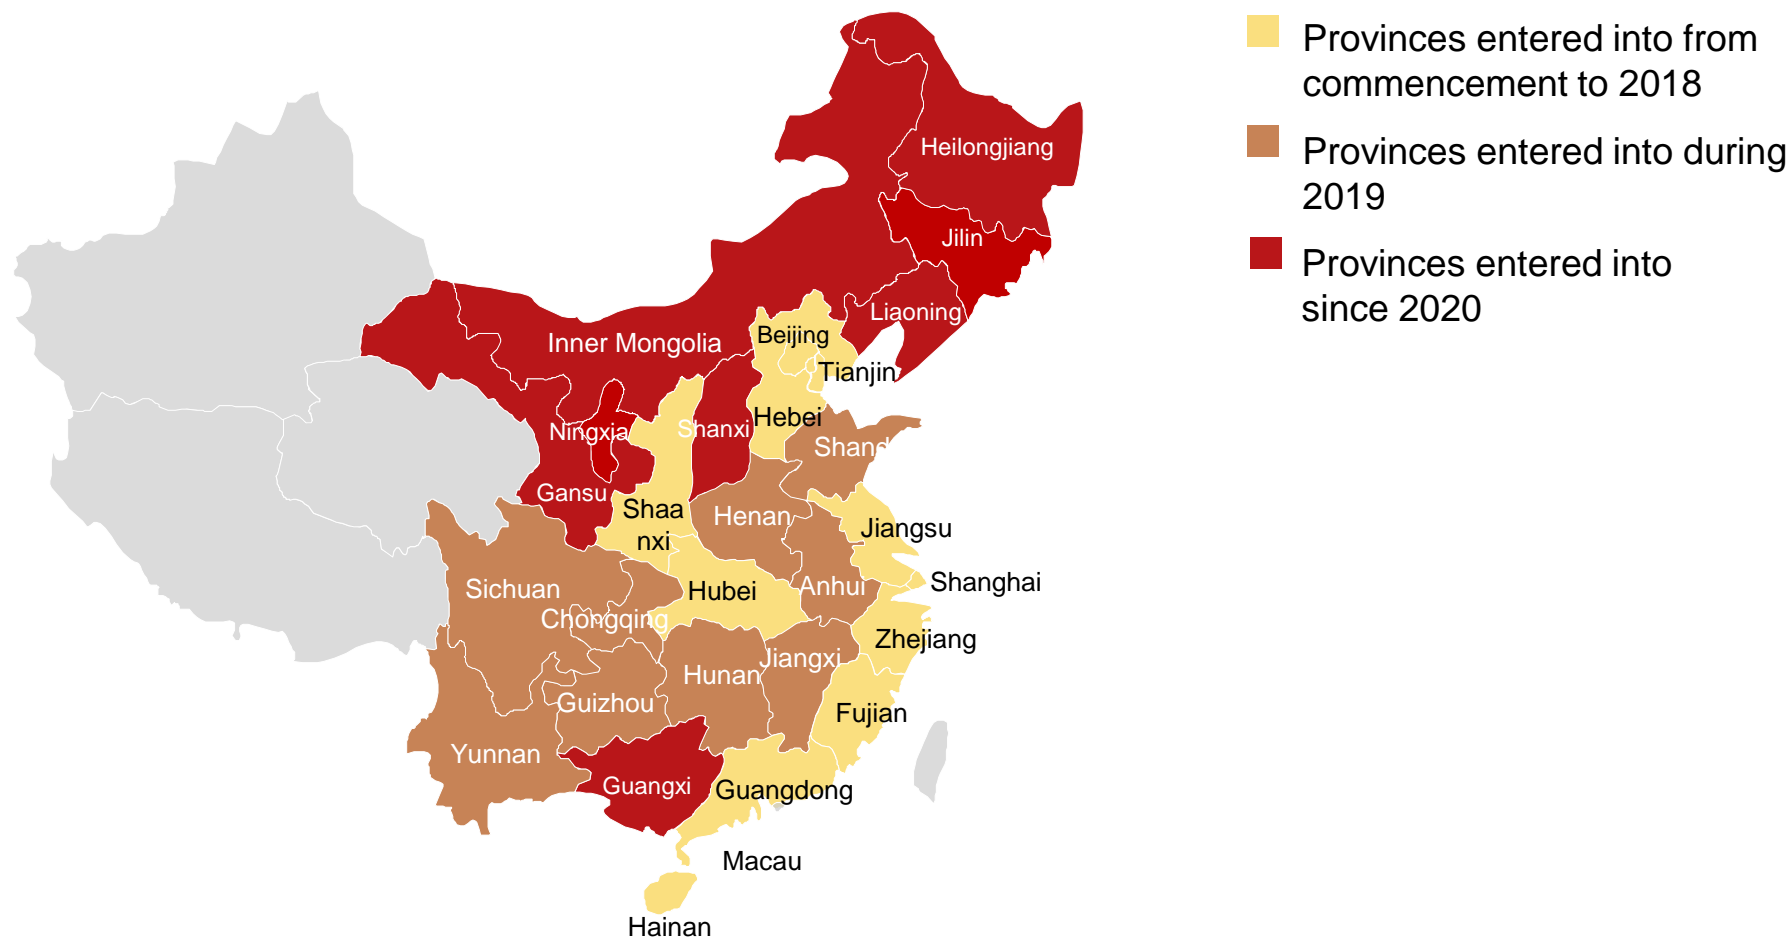 Provinces entered into from
commencement to 2018
Provinces entered into during
2019
Provinces entered into
since 2020
Heilongjiang
Jilin
Liaoning
Inner Mongolia
Beijing
Tianjin
Hebei
Ningxia
Shanxi
Shand
Gansu
Shaa
nxi
Henan
Jiangsu
Shanghai
Sichuan
Hubei
Anhui
Chongqing
Zhejiang
Jiangxi
Hunan
Guizhou
Fujian
Yunnan
Guangxi
Guangdong
Macau
Hainan